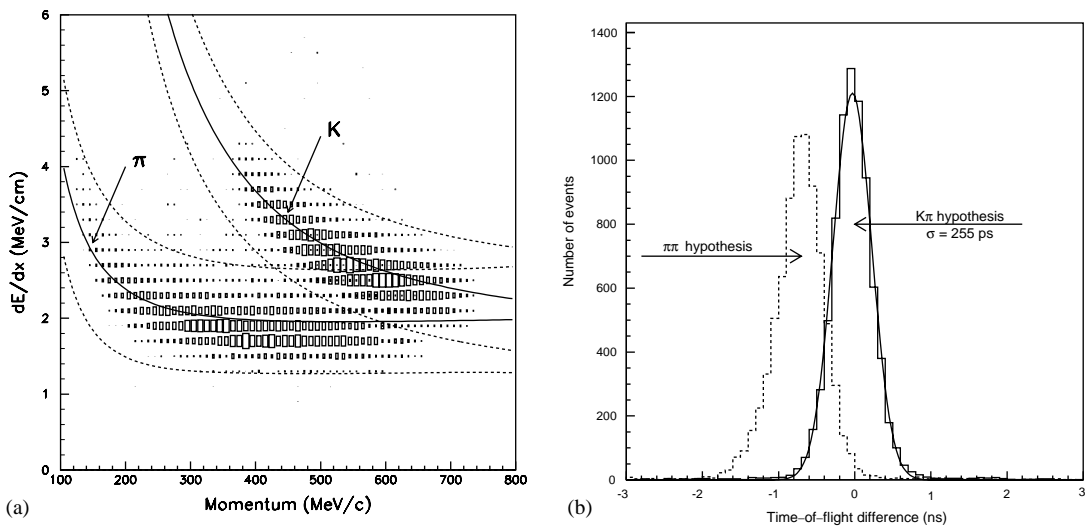 6
5
4
3
2
1
0
dE/dx (MeV/cm)
π
K
100 200 300 400 500 600 700 800
Momentum (MeV/c)
(a)
1400
1200
1000
800
600
400
200
0
Number of events
ππ hypothesis
Kπ hypothesis
σ = 255 ps
-3 -2 -1 0 1 2 3
Time–of–flight difference (ns)
(b)